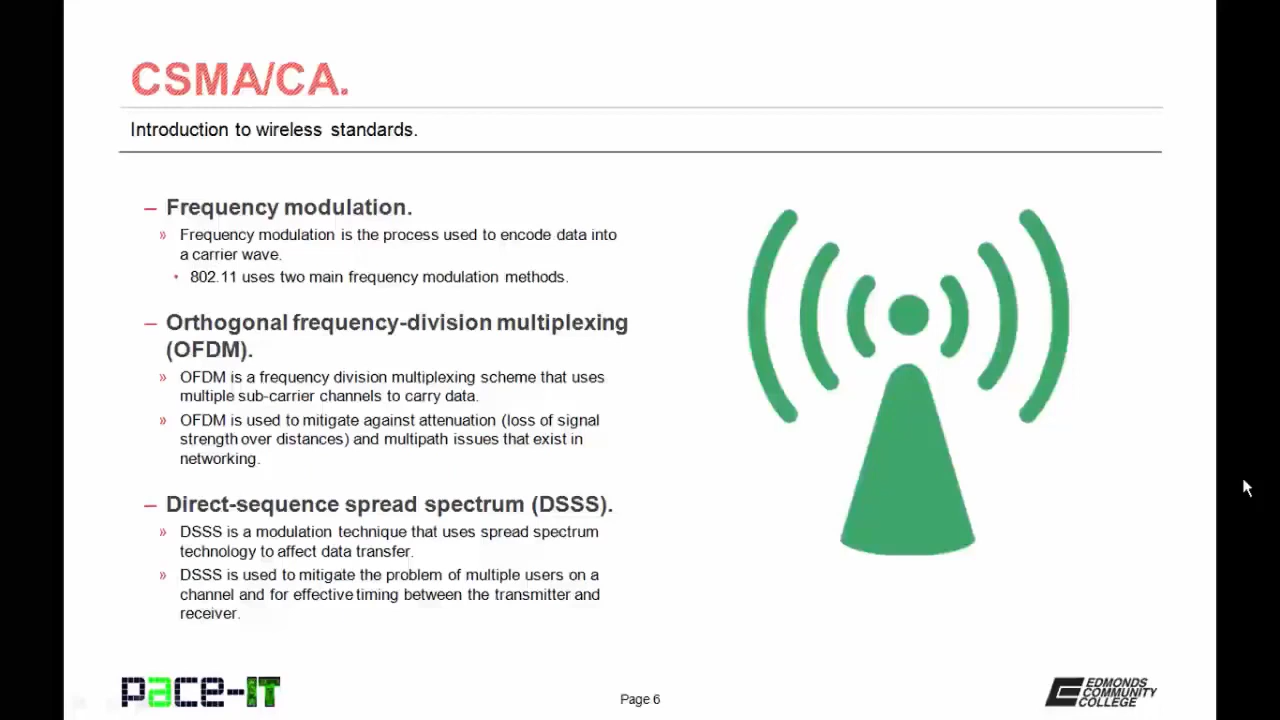 CSMA/CA.
Introduction to wireless standards.
– Frequency modulation.
» Frequency modulation is the process used to encode data into
a carrier wave.
• 802.11 uses two main frequency modulation methods.
– Orthogonal frequency-division multiplexing
(OFDM).
» OFDM is a frequency division multiplexing scheme that uses
multiple sub-carrier channels to carry data.
» OFDM is used to mitigate against attenuation (loss of signal
strength over distances) and multipath issues that exist in
networking.
– Direct-sequence spread spectrum (DSSS).
» DSSS is a modulation technique that uses spread spectrum
technology to affect data transfer.
» DSSS is used to mitigate the problem of multiple users on a
channel and for effective timing between the transmitter and
receiver.
pace-IT
Page 6
EDMONDS
COMMUNITY
COLLEGE